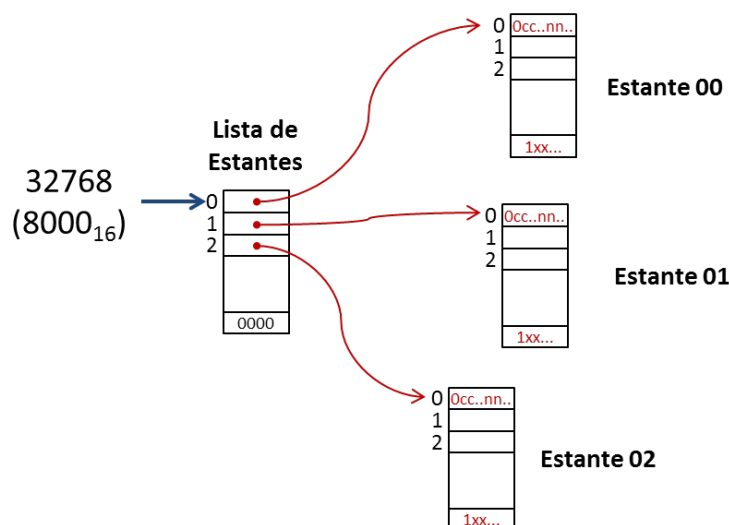 0 0cc..nn..
1
2
Estante 00
1xx...
Lista de
Estantes
32768
(8000₁₆)
0
1
2
0000
0 0cc..nn..
1
2
Estante 01
1xx...
0 0cc..nn..
1
2
Estante 02
1xx...